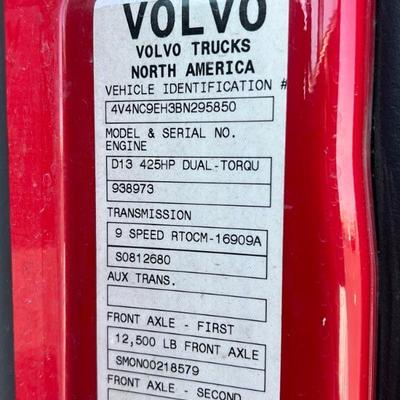 VOLVO
VOLVO TRUCKS
NORTH AMERICA
VEHICLE IDENTIFICATION #
4V4NC9EH3BN295850
MODEL & SERIAL NO.
ENGINE
D13 425HP DUAL-TORQU
938973
TRANSMISSION
9 SPEED RTOCM-16909A
S0812680
AUX TRANS.
FRONT AXLE - FIRST
12,500 LB FRONT AXLE
SMON00218579
FRONT AXLE - SECOND